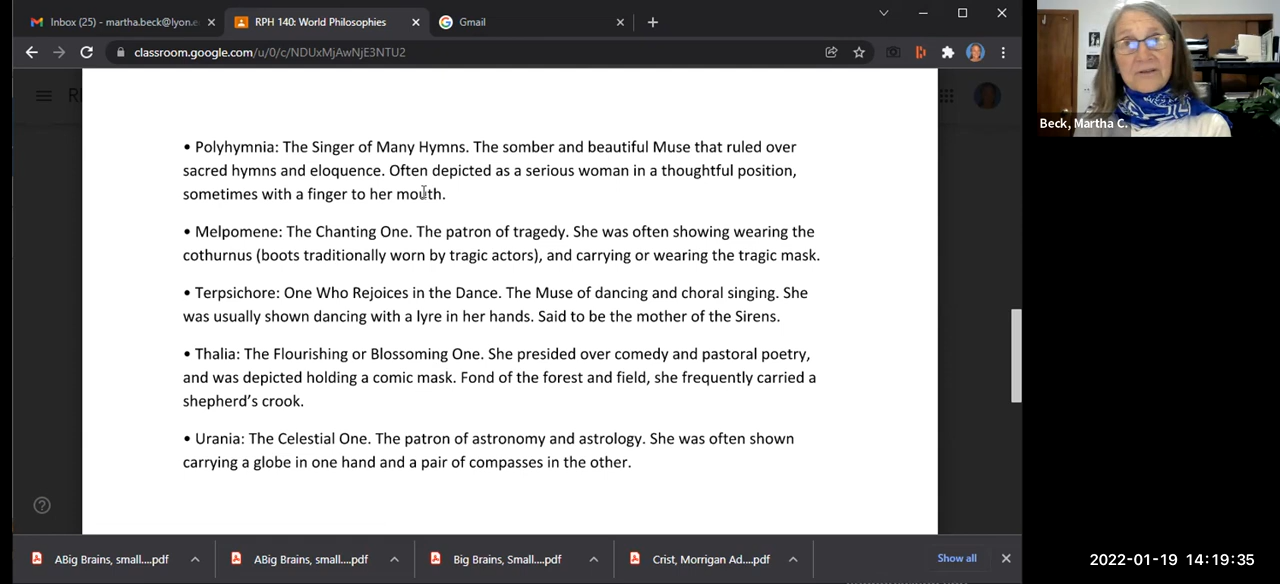 Inbox (25) - martha.beck@lyon.e
RPH 140: World Philosophies
Gmail
classroom.google.com/u/0/c/NDUxMjAwNjE3NTU2
Beck, Martha C.
• Polyhymnia: The Singer of Many Hymns. The somber and beautiful Muse that ruled over
sacred hymns and eloquence. Often depicted as a serious woman in a thoughtful position,
sometimes with a finger to her mouth.
• Melpomene: The Chanting One. The patron of tragedy. She was often showing wearing the
cothurnus (boots traditionally worn by tragic actors), and carrying or wearing the tragic mask.
• Terpsichore: One Who Rejoices in the Dance. The Muse of dancing and choral singing. She
was usually shown dancing with a lyre in her hands. Said to be the mother of the Sirens.
• Thalia: The Flourishing or Blossoming One. She presided over comedy and pastoral poetry,
and was depicted holding a comic mask. Fond of the forest and field, she frequently carried a
shepherd's crook.
• Urania: The Celestial One. The patron of astronomy and astrology. She was often shown
carrying a globe in one hand and a pair of compasses in the other.
ABig Brains, small....pdf
ABig Brains, small....pdf
Big Brains, Small....pdf
Crist, Morrigan Ad....pdf
Show all
2022-01-19 14:19:35